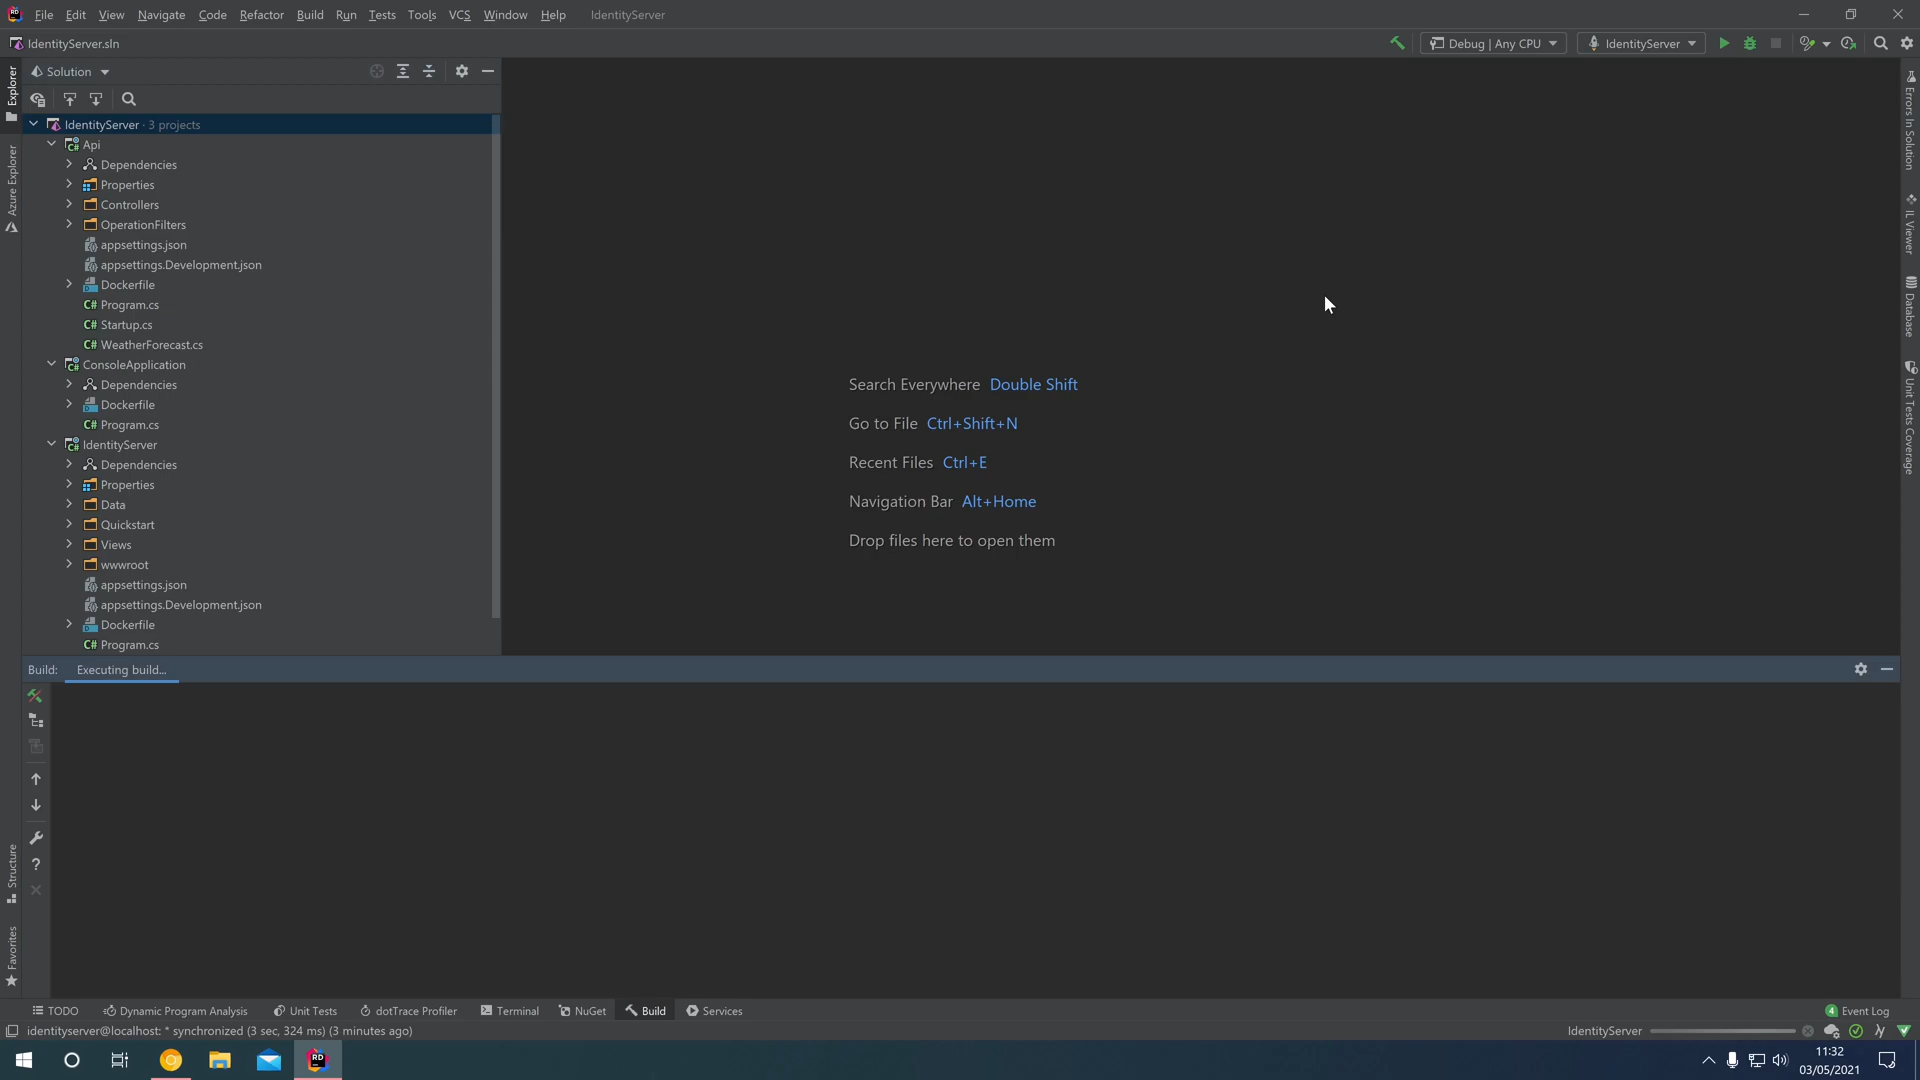 File Edit View Navigate Code Refactor Build Run Tests Tools VCS Window Help IdentityServer
IdentityServer.sln
Debug | Any CPU
IdentityServer
Solution
IdentityServer · 3 projects
Api
Dependencies
Properties
Controllers
OperationFilters
appsettings.json
appsettings.Development.json
Dockerfile
C# Program.cs
C# Startup.cs
C# WeatherForecast.cs
ConsoleApplication
Dependencies
Dockerfile
C# Program.cs
IdentityServer
Dependencies
Properties
Data
Quickstart
Views
wwwroot
appsettings.json
appsettings.Development.json
Dockerfile
C# Program.cs
Explorer
Azure Explorer
Structure
Favorites
Search Everywhere Double Shift
Go to File Ctrl+Shift+N
Recent Files Ctrl+E
Navigation Bar Alt+Home
Drop files here to open them
Errors In Solution
IL Viewer
Database
Unit Tests Coverage
Build: Executing build...
TODO Dynamic Program Analysis Unit Tests dotTrace Profiler Terminal NuGet Build Services
4 Event Log
identityserver@localhost: * synchronized (3 sec, 324 ms) (3 minutes ago)
IdentityServer
RD
11:32
03/05/2021